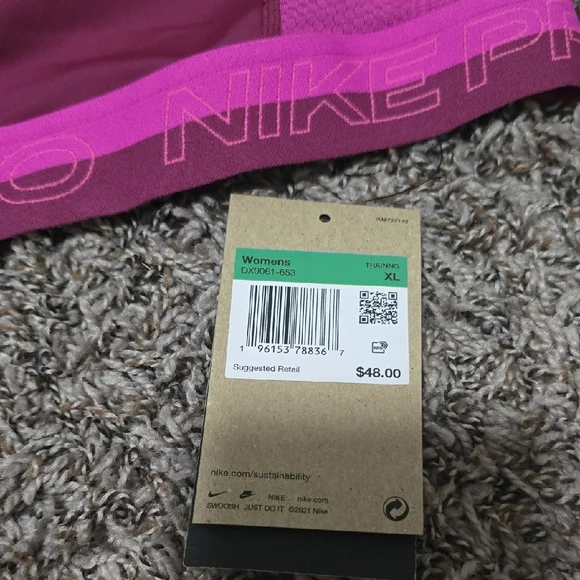 O NIKE PR
Womens
TRAINING
DX0061-653
XL
1 96153 78836 7
Suggested Retail
$48.00
nike.com/sustainability
NIKE nike.com
SWOOSH JUST DO IT ©2021 Nike